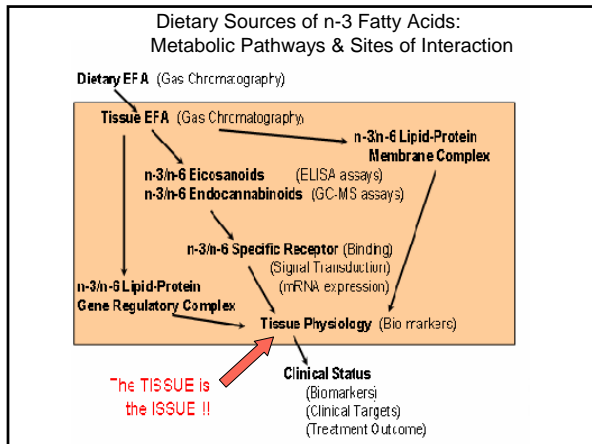 Dietary Sources of n-3 Fatty Acids:
Metabolic Pathways & Sites of Interaction
Dietary EFA (Gas Chromatography)
Tissue EFA (Gas Chromatography)
n-3/n-6 Lipid-Protein
Membrane Complex
n-3/n-6 Eicosanoids (ELISA assays)
n-3/n-6 Endocannabinoids (GC-MS assays)
n-3/n-6 Specific Receptor (Binding)
(Signal Transduction)
(mRNA expression)
n-3/n-6 Lipid-Protein
Gene Regulatory Complex
Tissue Physiology (Bio markers)
The TISSUE is
the ISSUE !!
Clinical Status
(Biomarkers)
(Clinical Targets)
(Treatment Outcome)